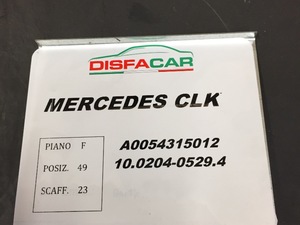 DISFACAR
MERCEDES CLK
PIANO F
POSIZ. 49
SCAFF. 23
A0054315012
10.0204-0529.4